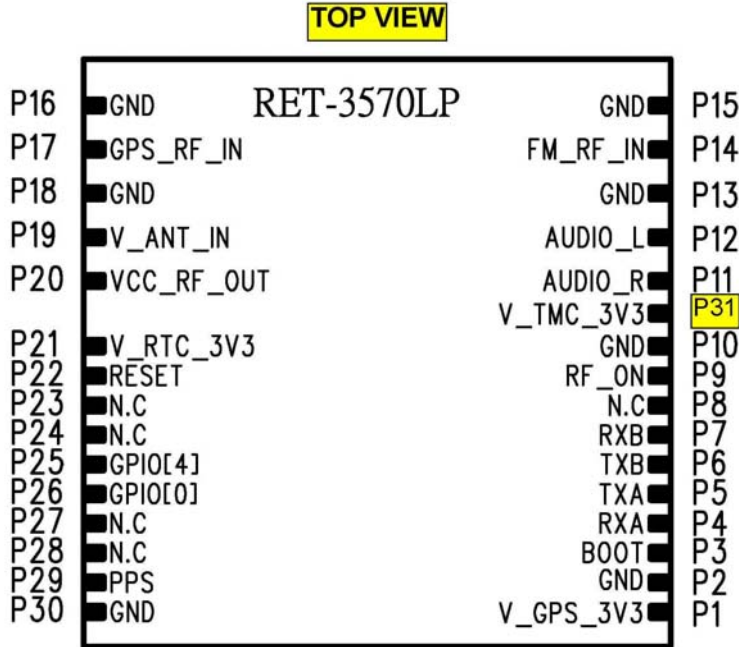 TOP VIEW
RET-3570LP
P16 GND GND P15
P17 GPS_RF_IN FM_RF_IN P14
P18 GND GND P13
P19 V_ANT_IN AUDIO_L P12
P20 VCC_RF_OUT AUDIO_R P11
V_TMC_3V3 P31
P21 V_RTC_3V3 GND P10
P22 RESET RF_ON P9
P23 N.C N.C P8
P24 N.C RXB P7
P25 GPIO[4] TXB P6
P26 GPIO[0] TXA P5
P27 N.C RXA P4
P28 N.C BOOT P3
P29 PPS GND P2
P30 GND V_GPS_3V3 P1